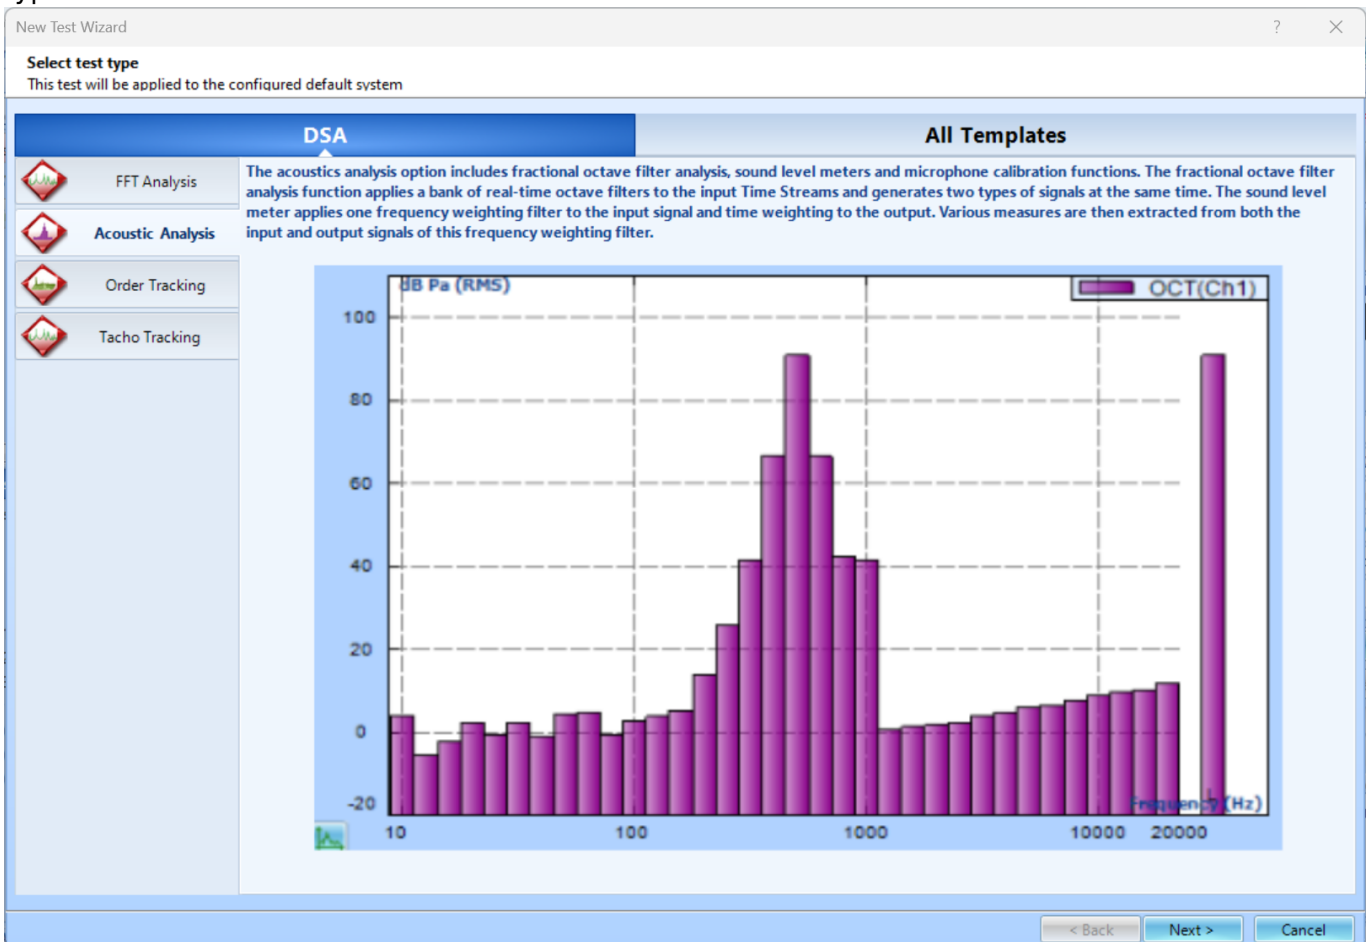 New Test Wizard
?
Select test type
This test will be applied to the configured default system
DSA
All Templates
FFT Analysis
Acoustic Analysis
Order Tracking
Tacho Tracking
The acoustics analysis option includes fractional octave filter analysis, sound level meters and microphone calibration functions. The fractional octave filter
analysis function applies a bank of real-time octave filters to the input Time Streams and generates two types of signals at the same time. The sound level
meter applies one frequency weighting filter to the input signal and time weighting to the output. Various measures are then extracted from both the
input and output signals of this frequency weighting filter.
dB Pa (RMS)
OCT(Ch1)
100
80
60
40
20
0
-20
Frequency (Hz)
10 100 1000 10000 20000
< Back Next > Cancel